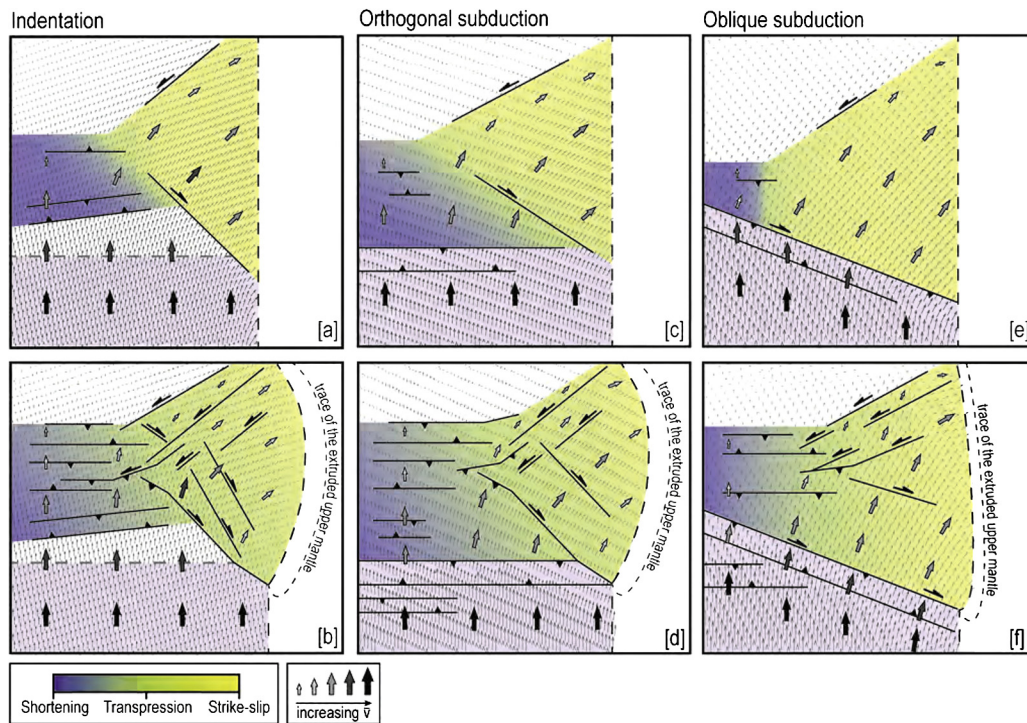 Indentation
Orthogonal subduction
Oblique subduction
[a]
[c]
[e]
trace of the extruded upper mantle
[b]
trace of the extruded upper mantle
[d]
trace of the extruded upper mantle
[f]
Shortening Transpression Strike-slip
increasing v̄